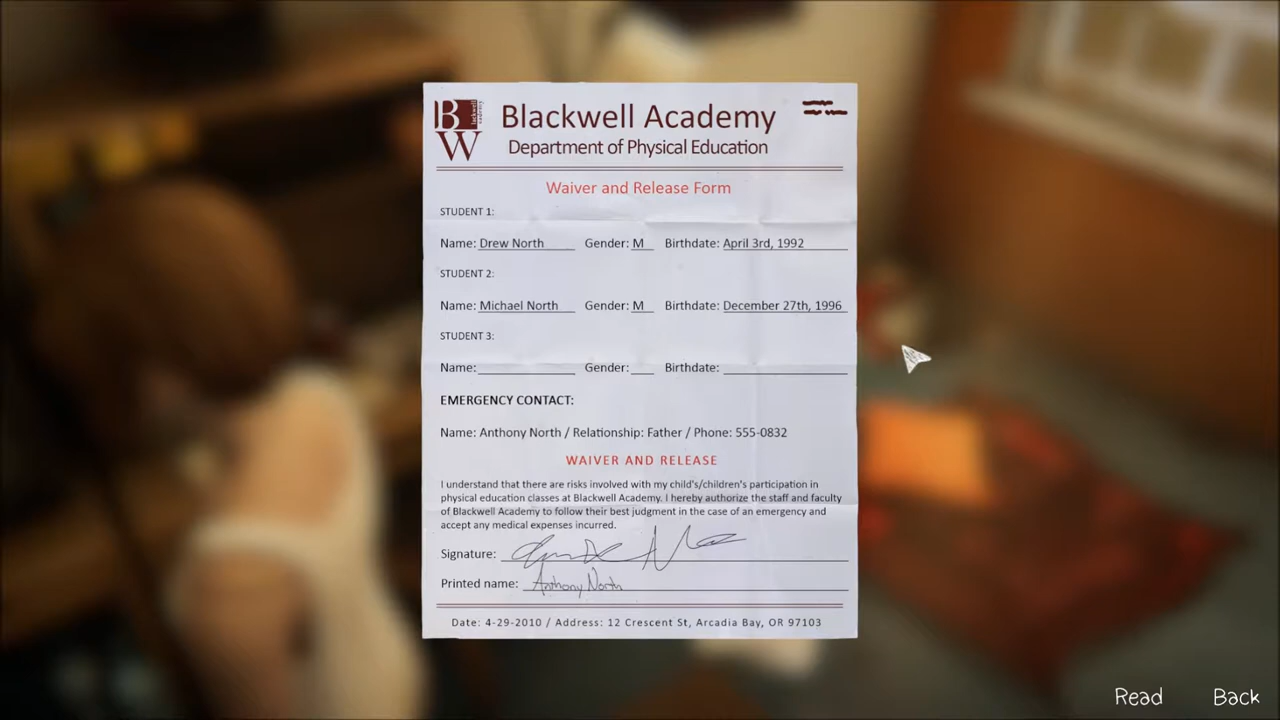 B
W
Blackwell Academy
Department of Physical Education
Waiver and Release Form
STUDENT 1:
Name: Drew North Gender: M Birthdate: April 3rd, 1992
STUDENT 2:
Name: Michael North Gender: M Birthdate: December 27th, 1996
STUDENT 3:
Name: Gender: Birthdate:
EMERGENCY CONTACT:
Name: Anthony North / Relationship: Father / Phone: 555-0832
WAIVER AND RELEASE
I understand that there are risks involved with my child's/children's participation in
physical education classes at Blackwell Academy. I hereby authorize the staff and faculty
of Blackwell Academy to follow their best judgment in the case of an emergency and
accept any medical expenses incurred.
Signature:
Printed name: Anthony North
Date: 4-29-2010 / Address: 12 Crescent St, Arcadia Bay, OR 97103
Read Back